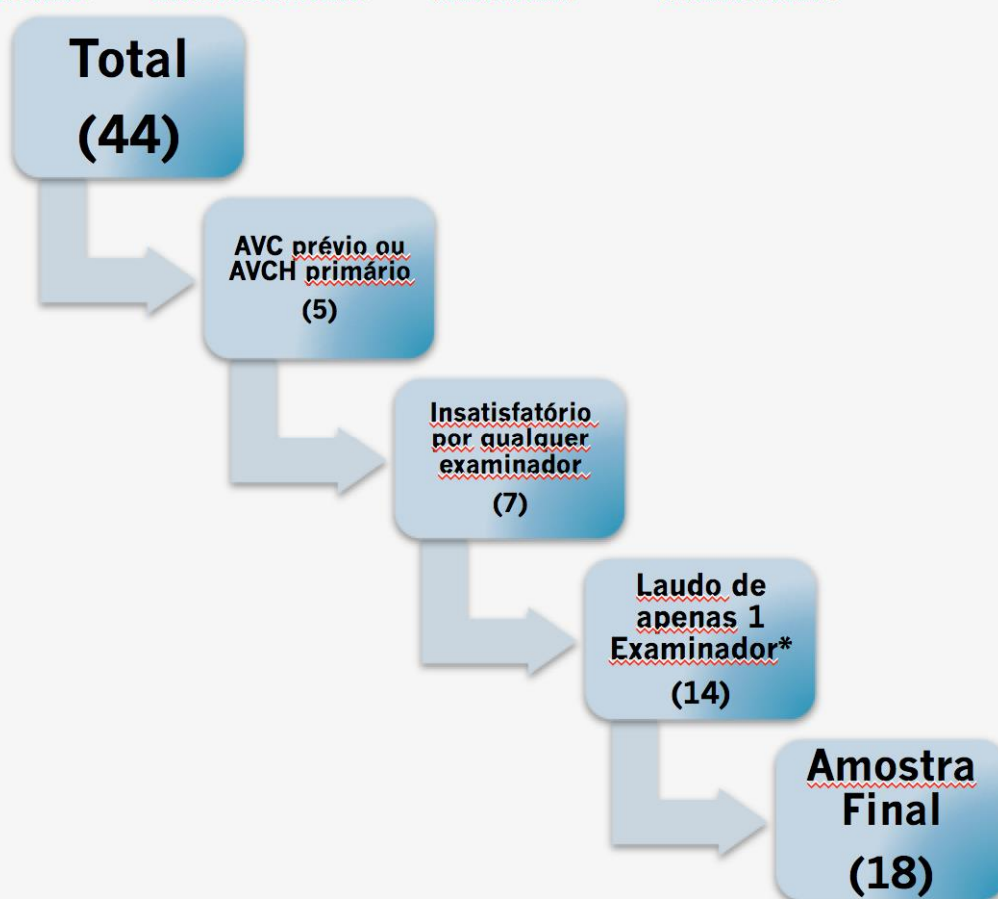 Total
(44)
AVC prévio ou
AVCH primário
(5)
Insatisfatório
por qualquer
examinador
(7)
Laudo de
apenas 1
Examinador*
(14)
Amostra
Final
(18)